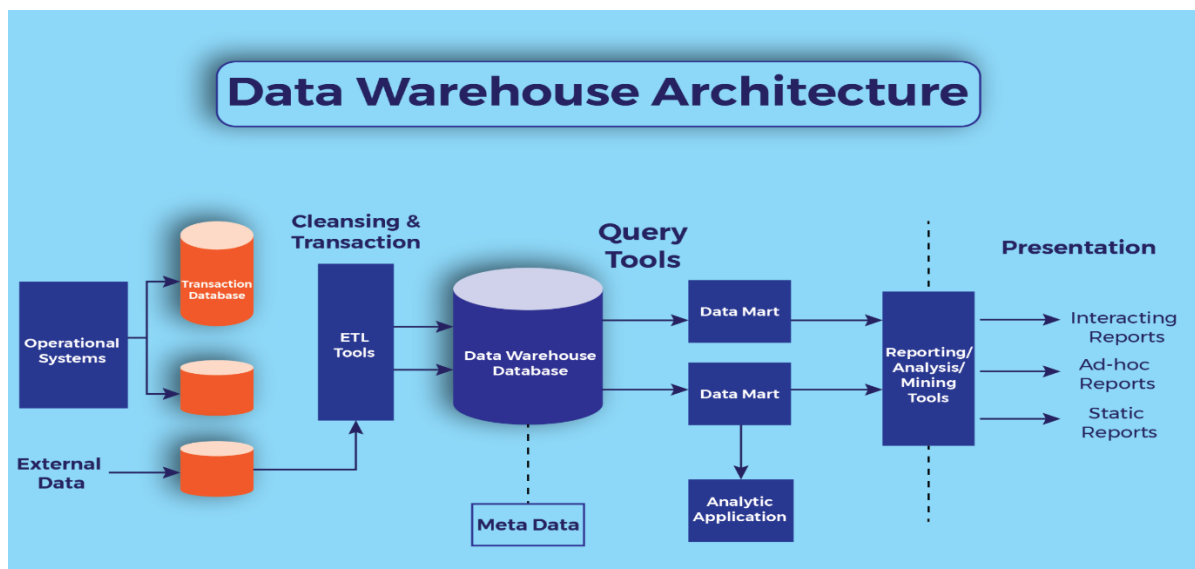 Data Warehouse Architecture
Cleansing &
Transaction
Query
Tools
Presentation
Operational
Systems
Transaction
Database
External
Data
ETL
Tools
Data Warehouse
Database
Meta Data
Data Mart
Data Mart
Analytic
Application
Reporting/
Analysis/
Mining
Tools
Interacting
Reports
Ad-hoc
Reports
Static
Reports